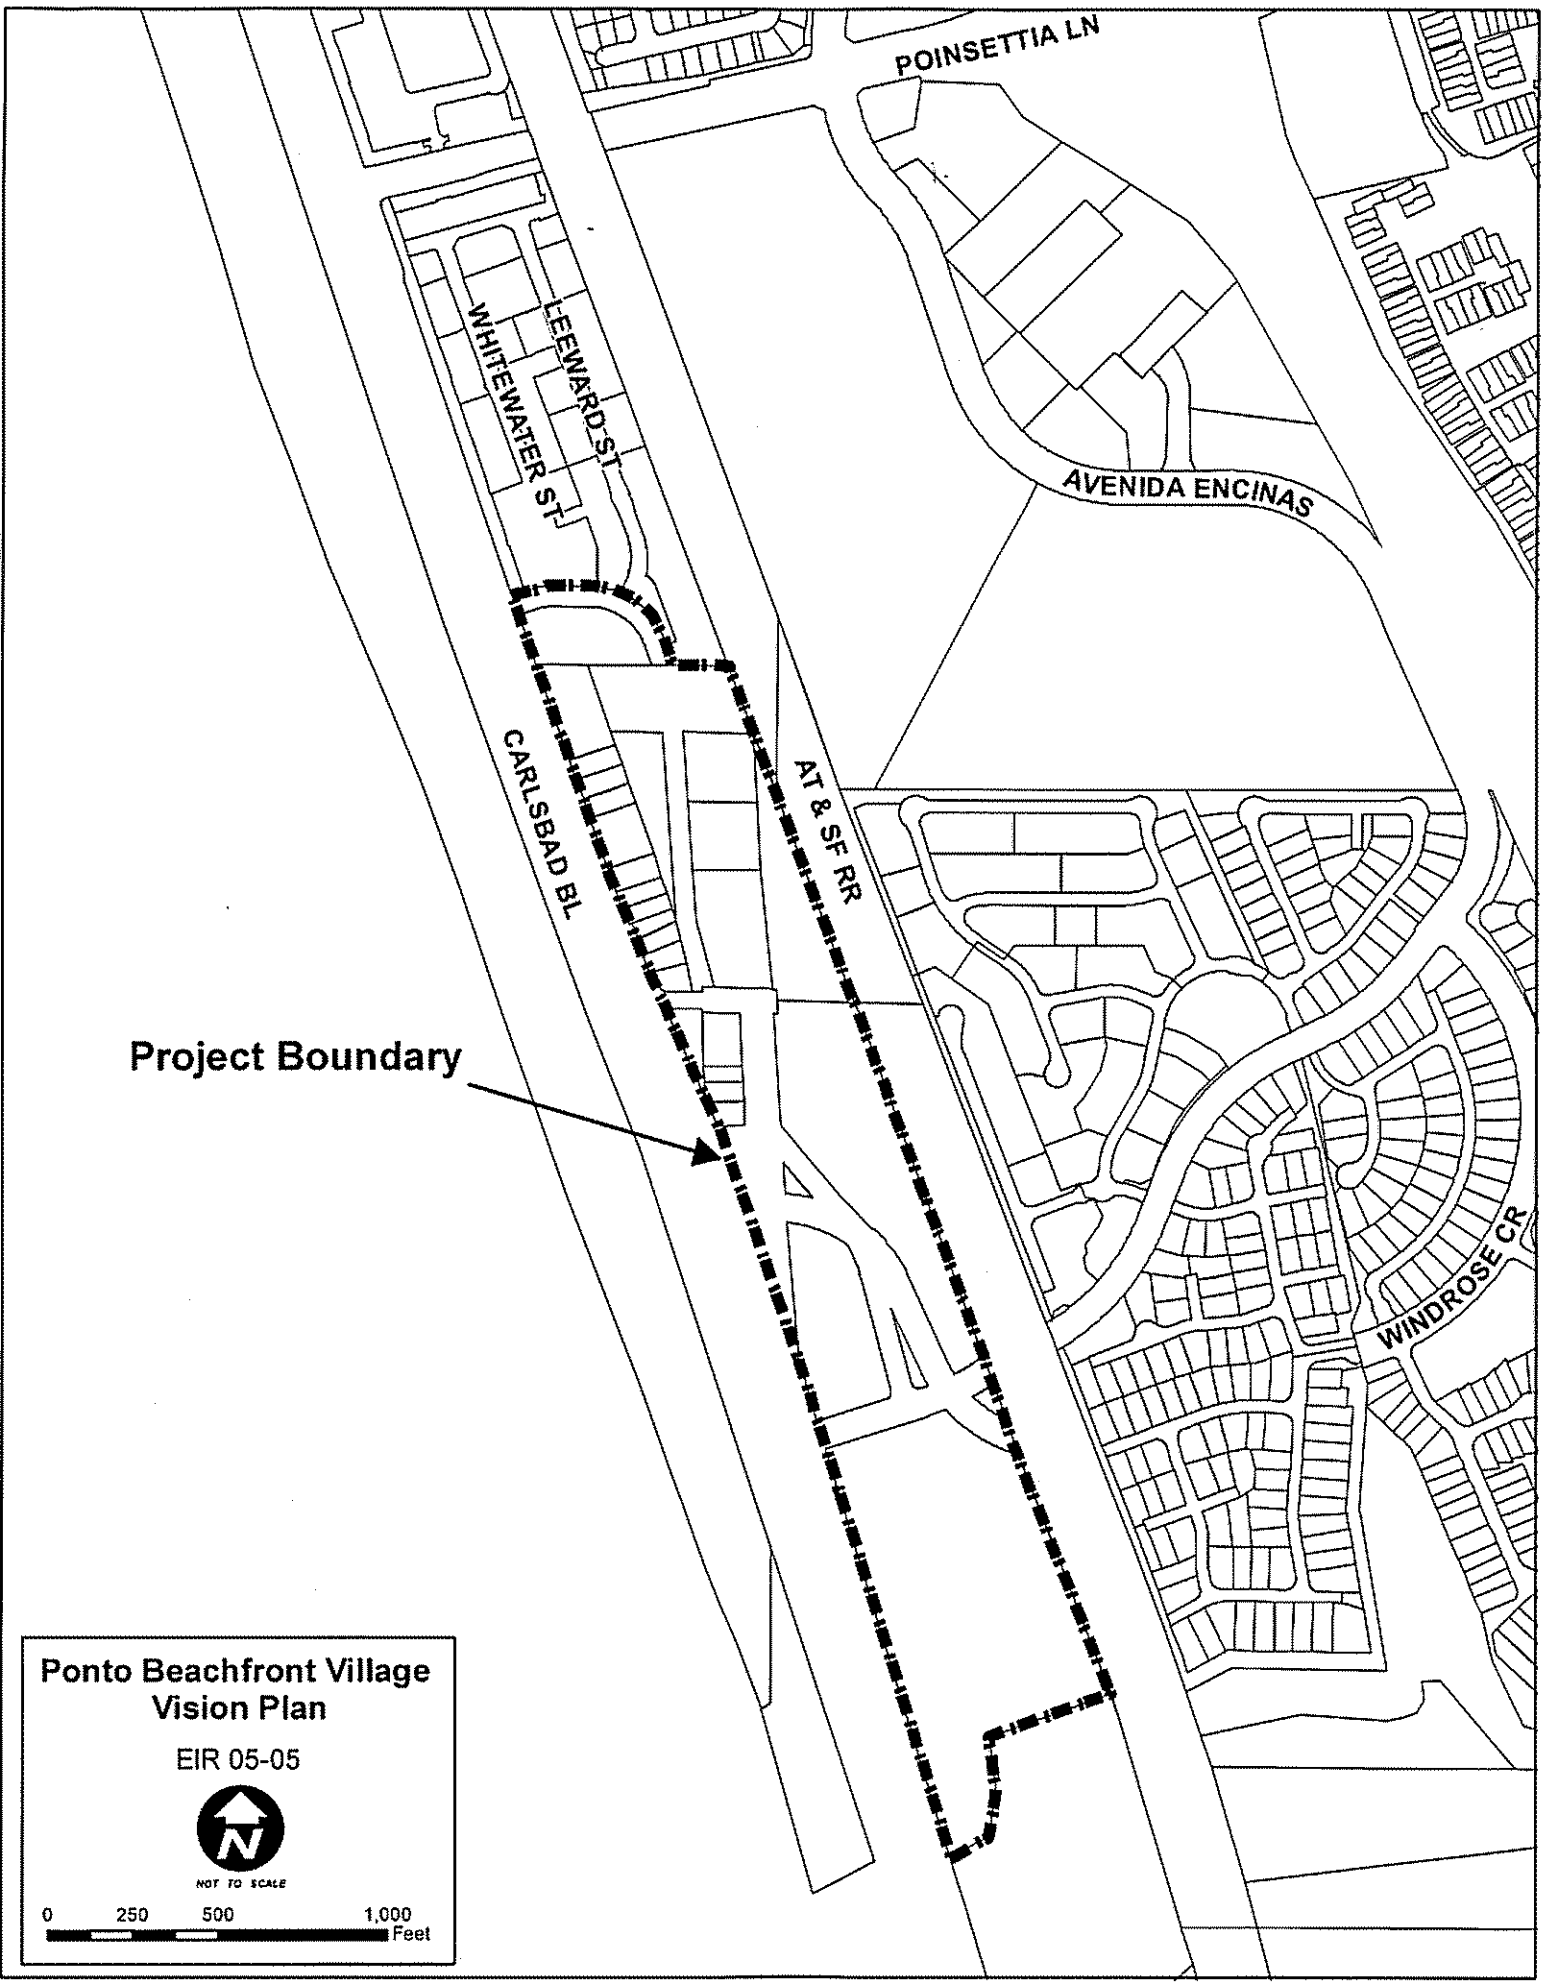 POINSETTIA LN
WHITEWATER ST
LEEWARD ST
AVENIDA ENCINAS
CARLSBAD BL
AT & SF RR
Project Boundary
WINDROSE CR
Ponto Beachfront Village
Vision Plan
EIR 05-05
N
NOT TO SCALE
0 250 500 1,000
Feet